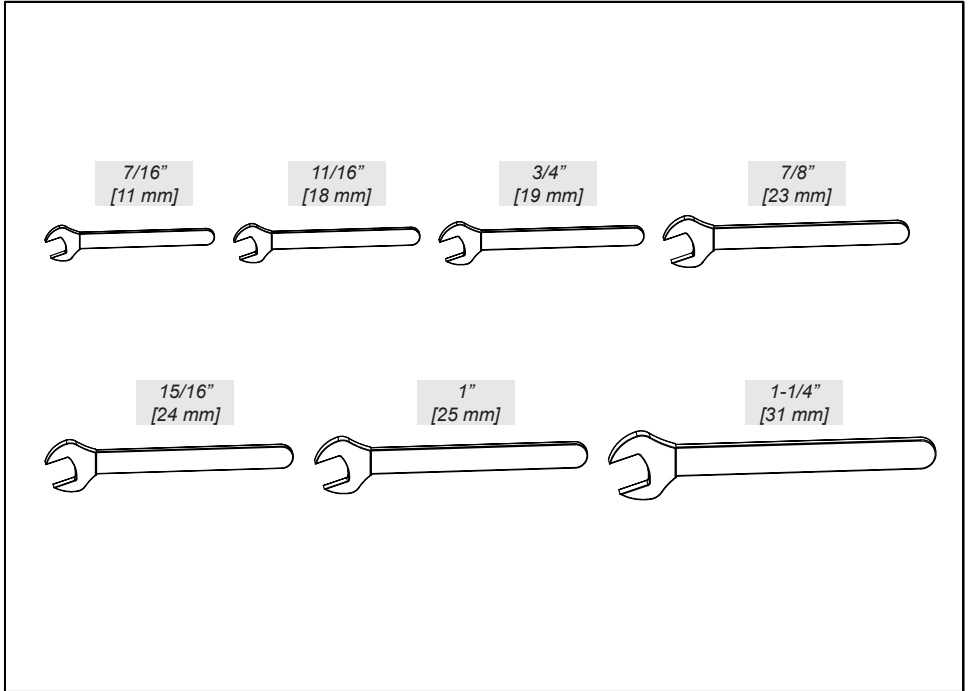 7/16”
[11 mm]
11/16”
[18 mm]
3/4”
[19 mm]
7/8”
[23 mm]
15/16”
[24 mm]
1”
[25 mm]
1-1/4”
[31 mm]